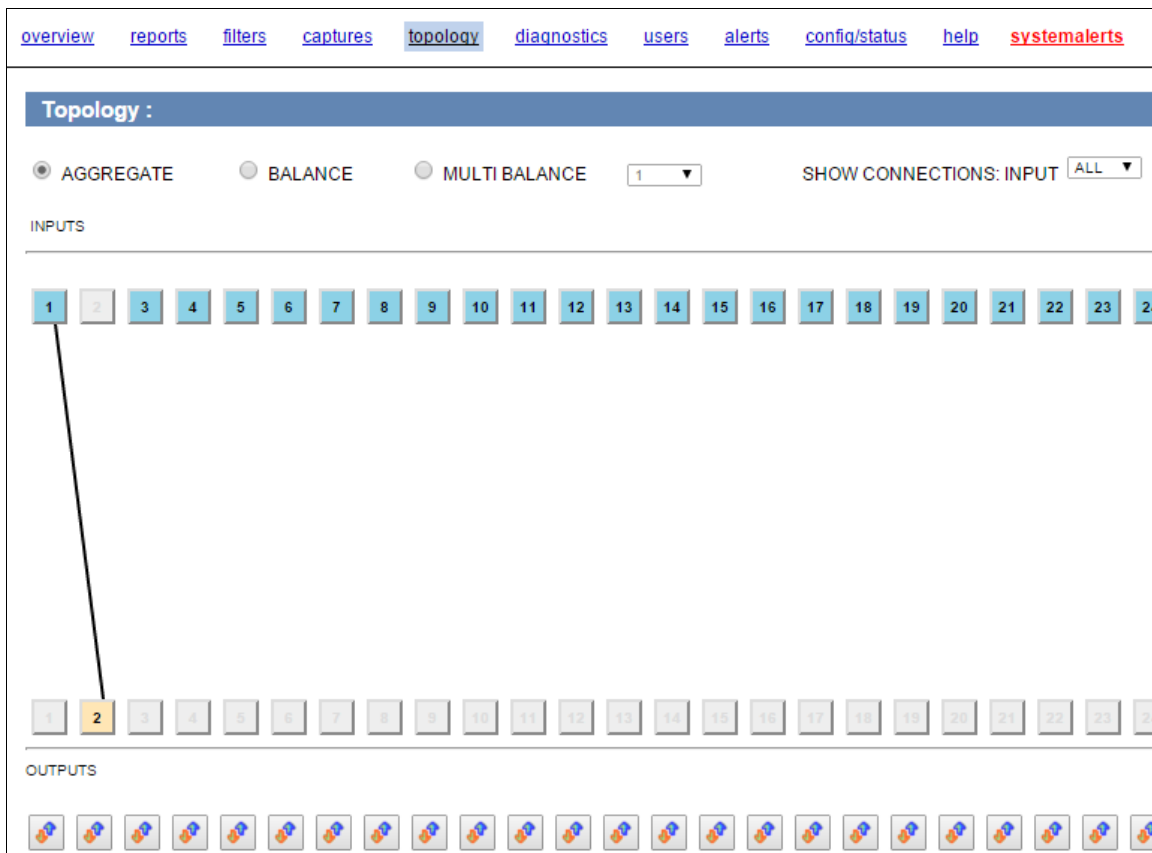 overview reports filters captures topology diagnostics users alerts config/status help systemalerts
Topology :
AGGREGATE BALANCE MULTI BALANCE 1 SHOW CONNECTIONS: INPUT ALL
INPUTS
1 2 3 4 5 6 7 8 9 10 11 12 13 14 15 16 17 18 19 20 21 22 23
1 2 3 4 5 6 7 8 9 10 11 12 13 14 15 16 17 18 19 20 21 22 23
OUTPUTS